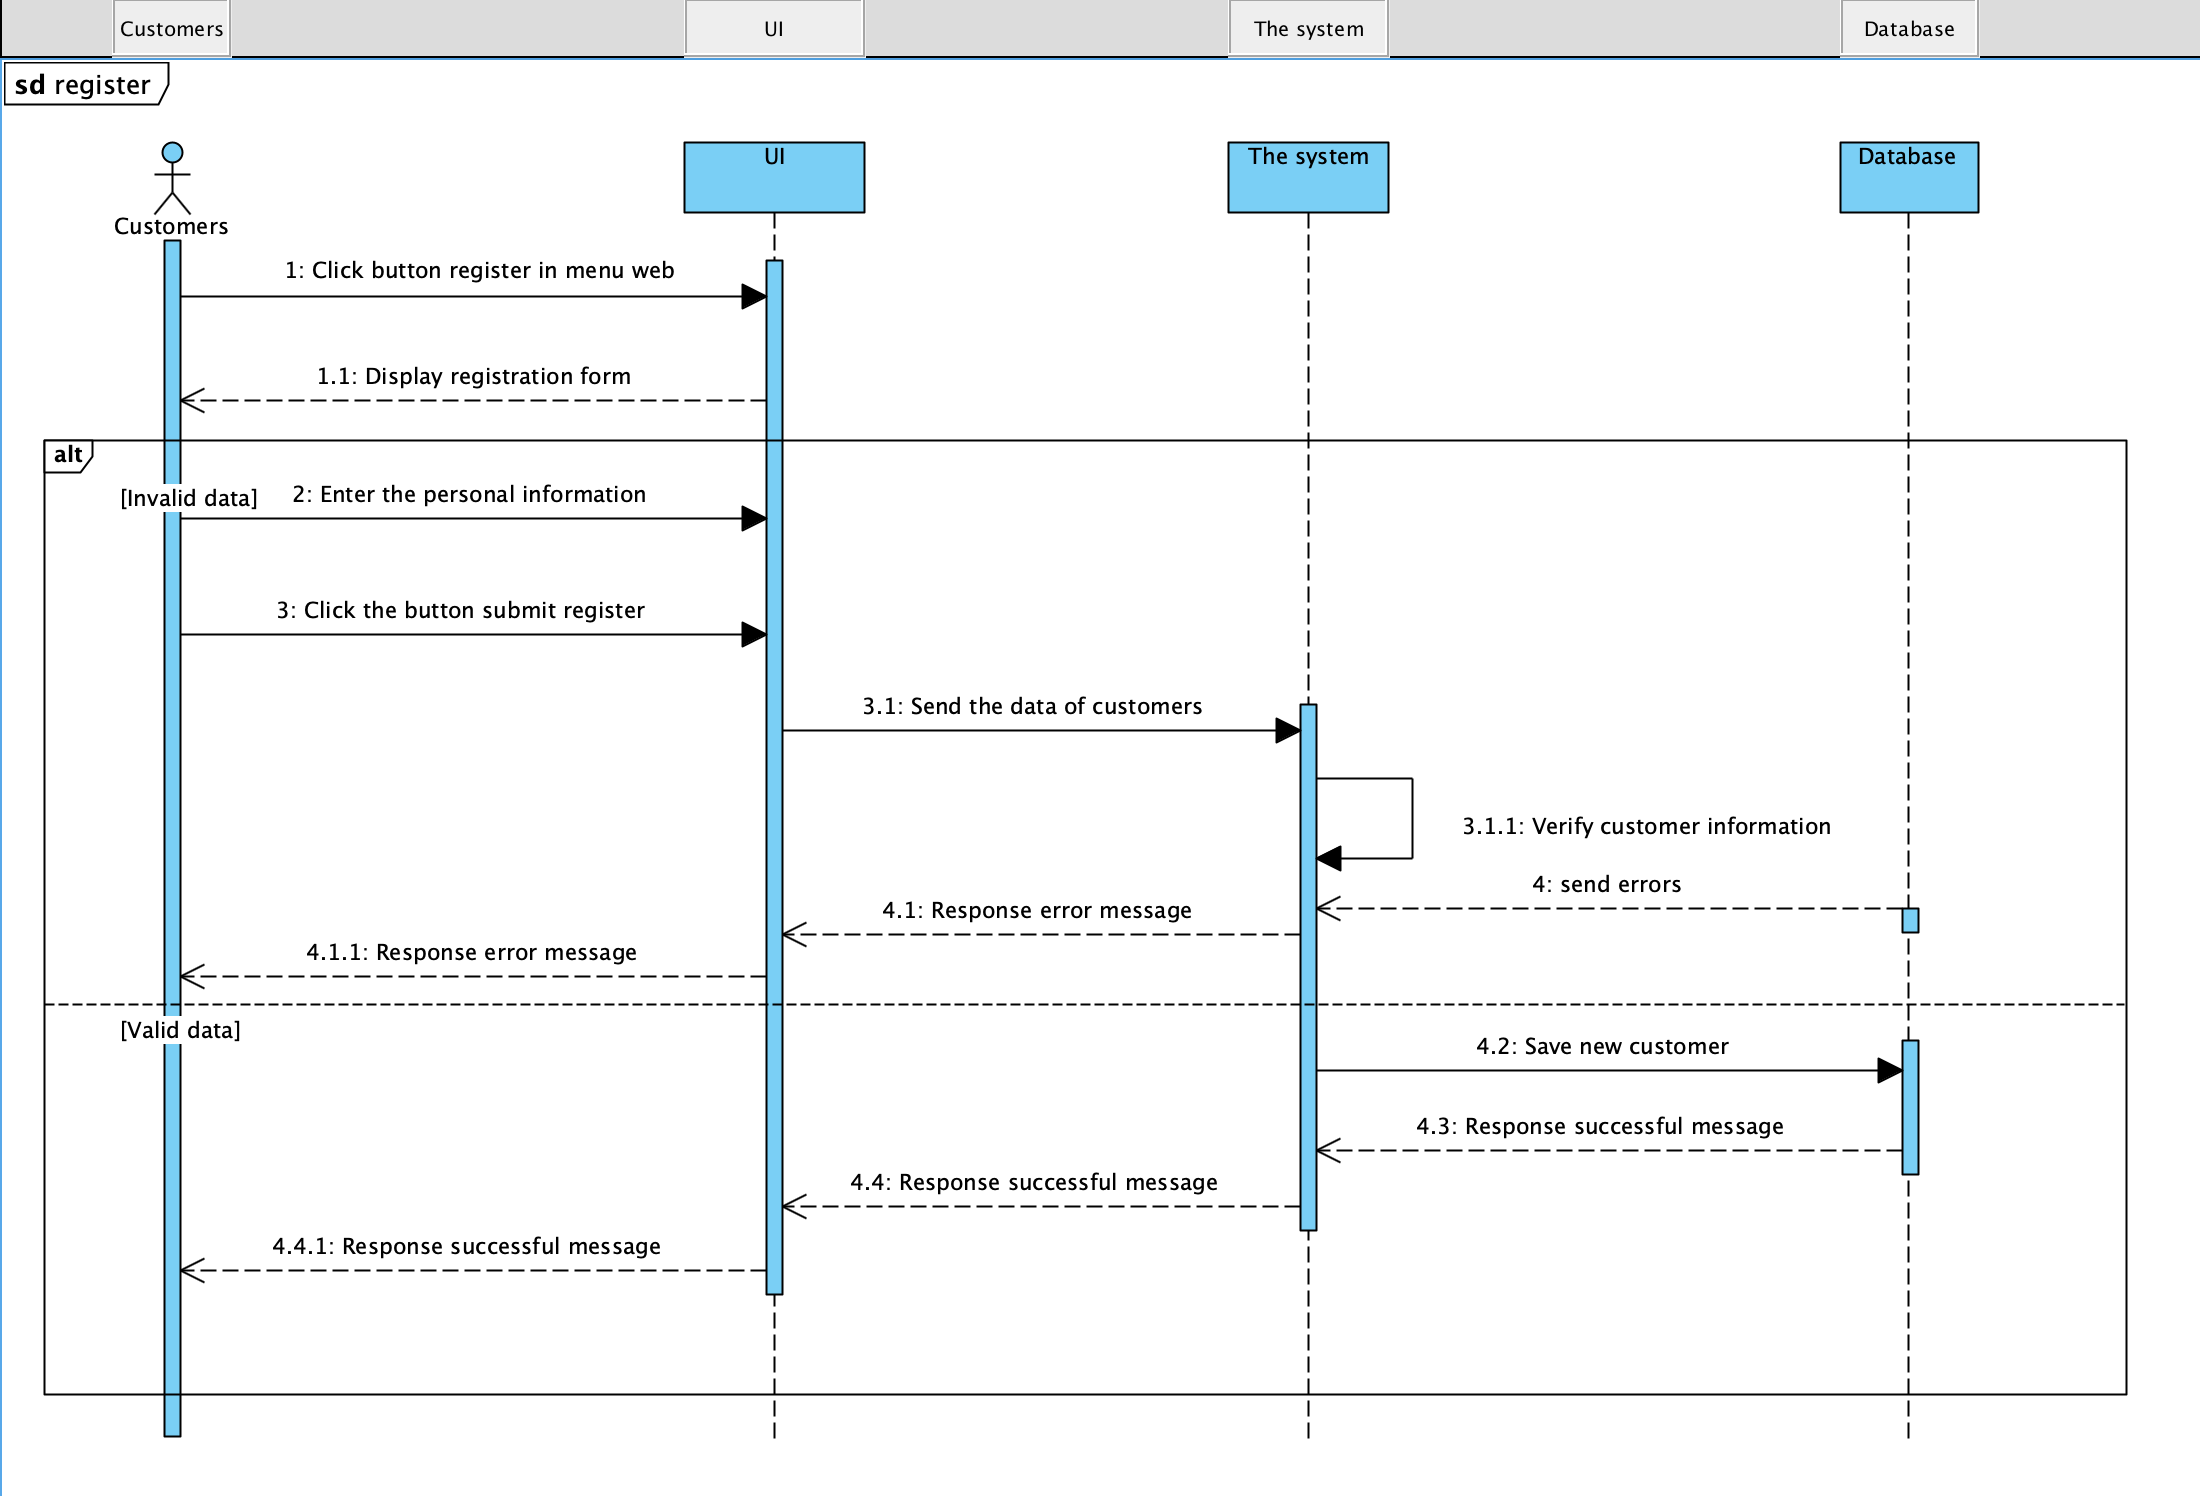 Customers
UI
The system
Database
sd register
UI
The system
Database
Customers
1: Click button register in menu web
1.1: Display registration form
alt
[Invalid data]
2: Enter the personal information
3: Click the button submit register
3.1: Send the data of customers
3.1.1: Verify customer information
4: send errors
4.1: Response error message
4.1.1: Response error message
[Valid data]
4.2: Save new customer
4.3: Response successful message
4.4: Response successful message
4.4.1: Response successful message